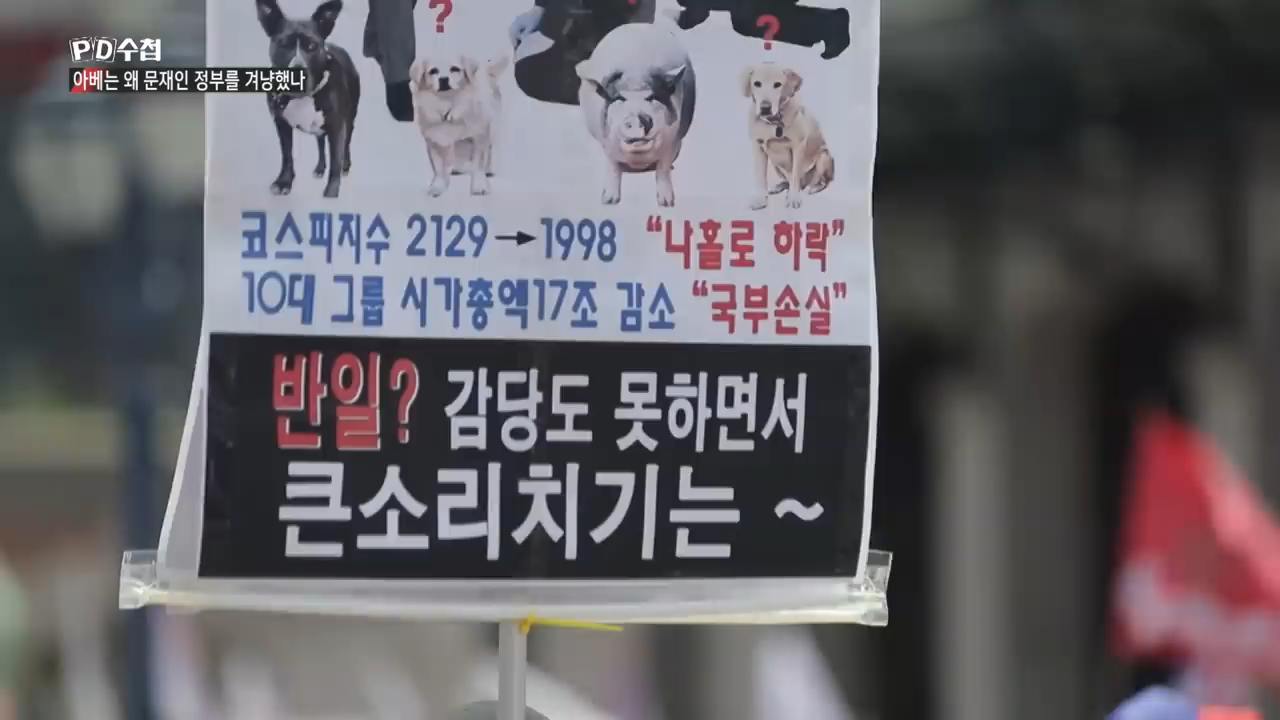 PD수첩
아베는 왜 문재인 정부를 겨냥했나
? ?
코스피지수 2129→1998 “나홀로 하락”
10대 그룹 시가총액17조 감소 “국부손실”
반일? 감당도 못하면서
큰소리치기는 ~